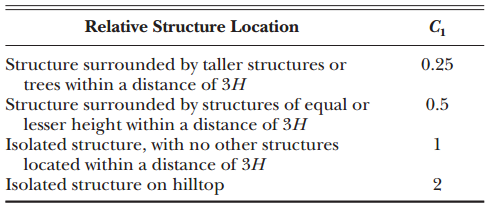 Relative Structure Location C₁
Structure surrounded by taller structures or 0.25
trees within a distance of 3H
Structure surrounded by structures of equal or 0.5
lesser height within a distance of 3H
Isolated structure, with no other structures 1
located within a distance of 3H
Isolated structure on hilltop 2